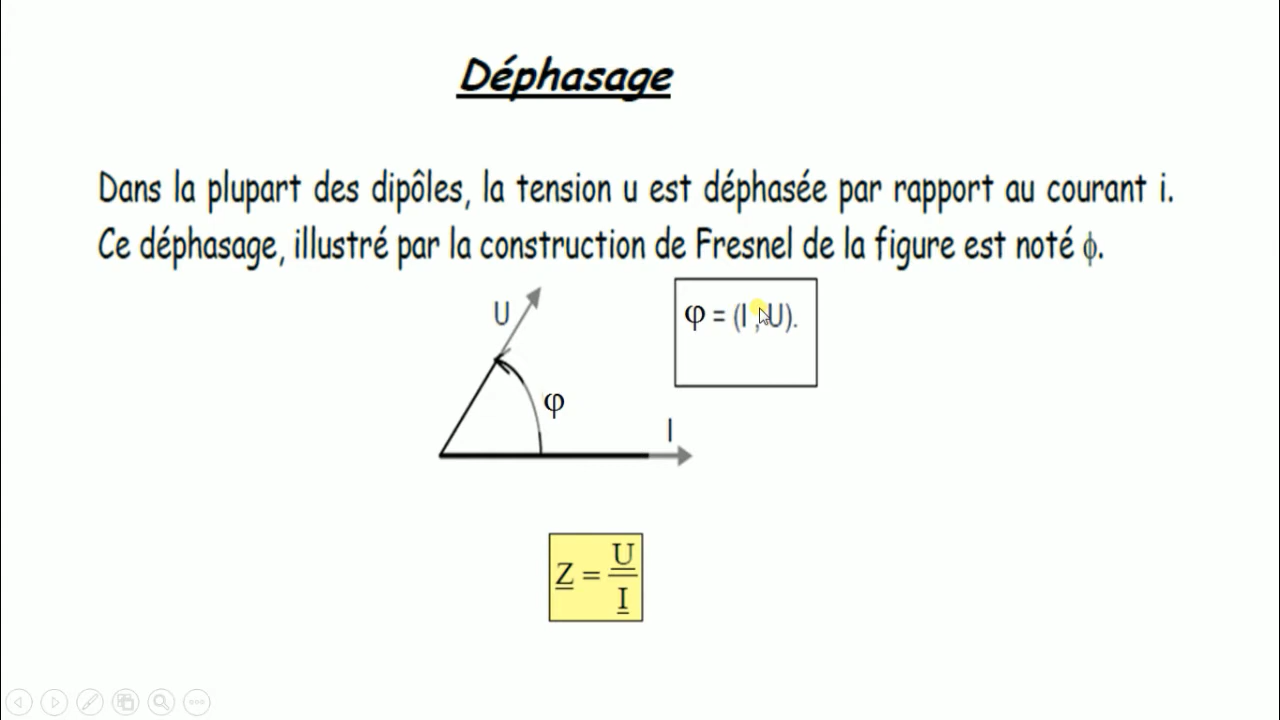 Déphasage
Dans la plupart des dipôles, la tension u est déphasée par rapport au courant i.
Ce déphasage, illustré par la construction de Fresnel de la figure est noté ϕ.
U
φ = (I , U).
φ
I
Z = U / I